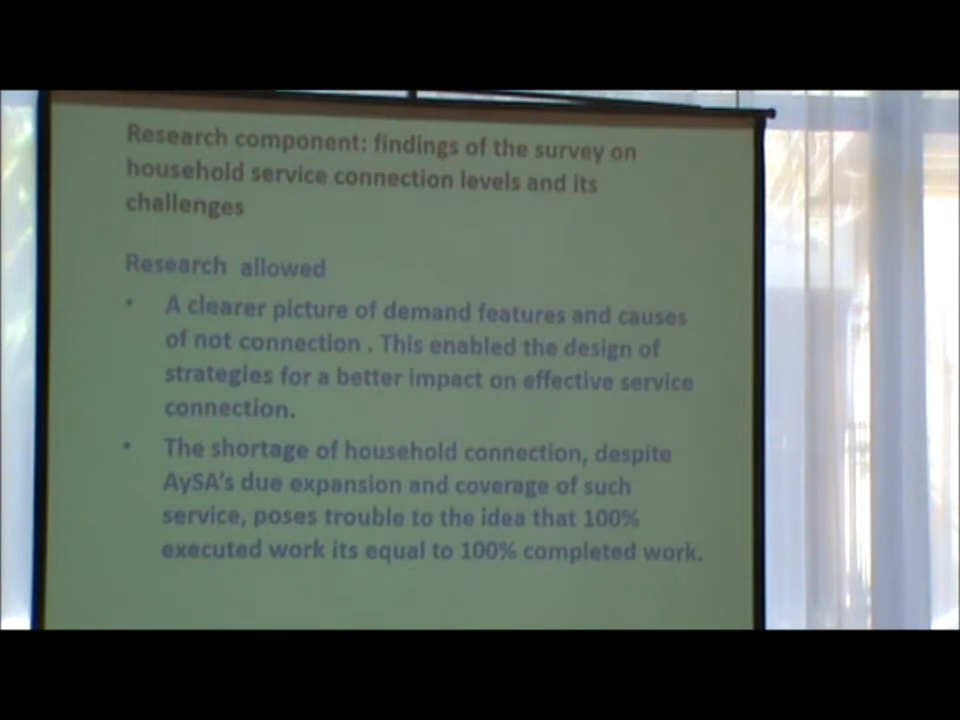 Research component: findings of the survey on
household service connection levels and its
challenges
Research allowed
• A clearer picture of demand features and causes
of not connection . This enabled the design of
strategies for a better impact on effective service
connection.
• The shortage of household connection, despite
AySA's due expansion and coverage of such
service, poses trouble to the idea that 100%
executed work its equal to 100% completed work.